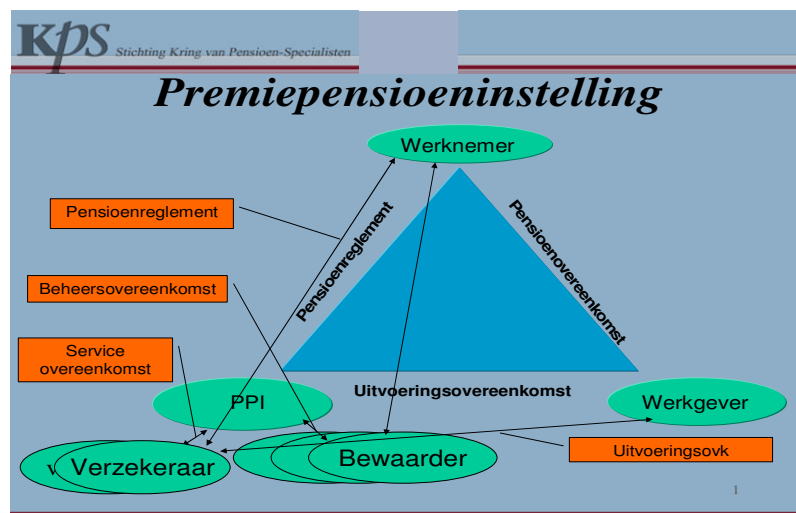 Kps Stichting Kring van Pensioen-Specialisten
Premiepensioeninstelling
Werknemer
Pensioenreglement
Pensioenreglement
Pensioenovereenkomst
Beheersovereenkomst
Service
overeenkomst
PPI
Uitvoeringsovereenkomst
Werkgever
Verzekeraar
Bewaarder
Uitvoeringsovk
1